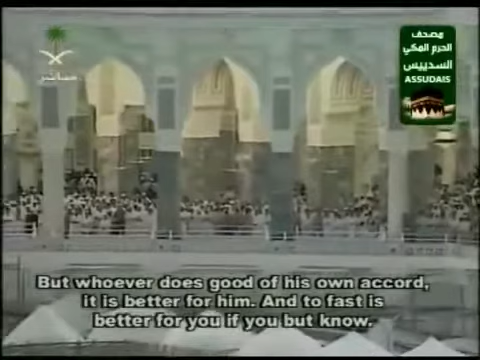 مصحف
الحرم المكي
السديس
ASSUDAIS
مباشر
But whoever does good of his own accord,
it is better for him. And to fast is
better for you if you but know.